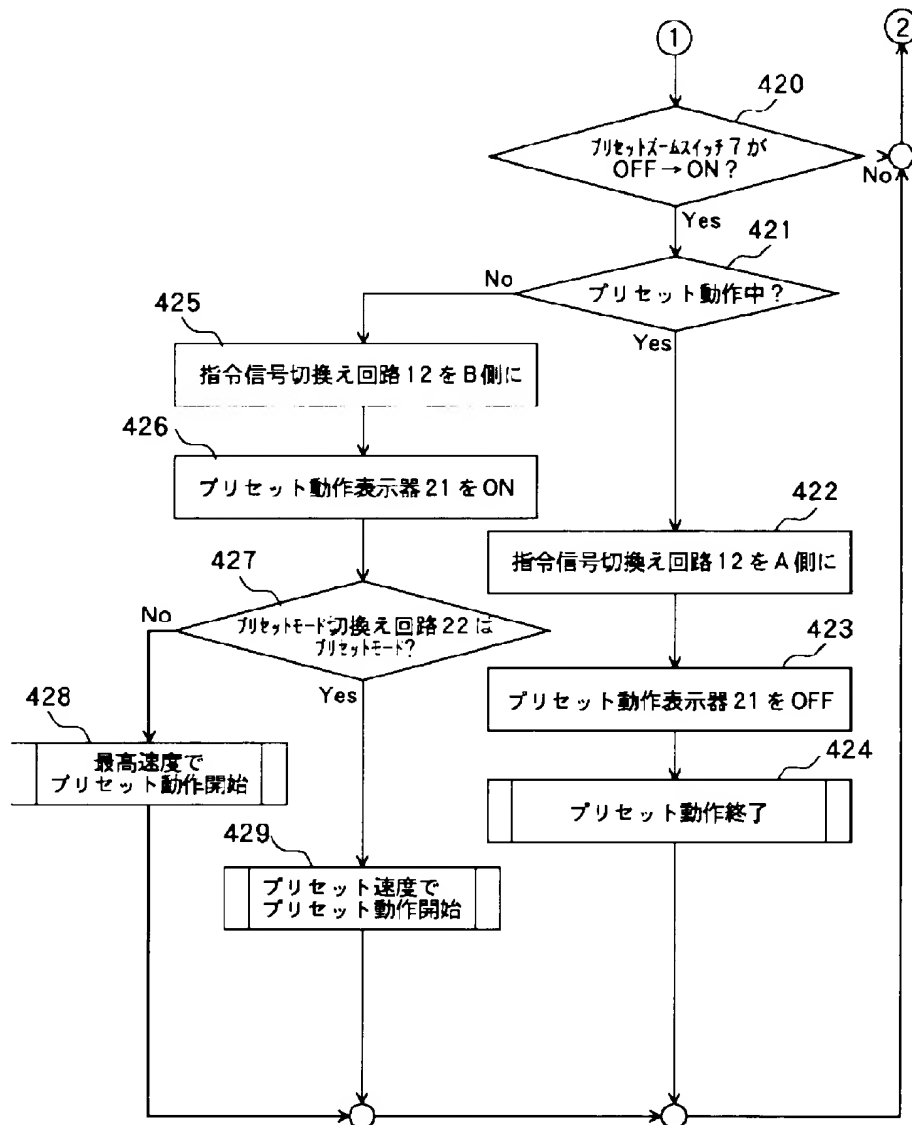 ①
②
420
プリセットズームスイッチ7が
OFF→ON?
No
Yes
421
プリセット動作中?
No
Yes
425
指令信号切換え回路12をB側に
426
プリセット動作表示器21をON
422
指令信号切換え回路12をA側に
427
プリセットモード切換え回路22は
プリセットモード?
No
Yes
423
プリセット動作表示器21をOFF
428
最高速度で
プリセット動作開始
424
プリセット動作終了
429
プリセット速度で
プリセット動作開始